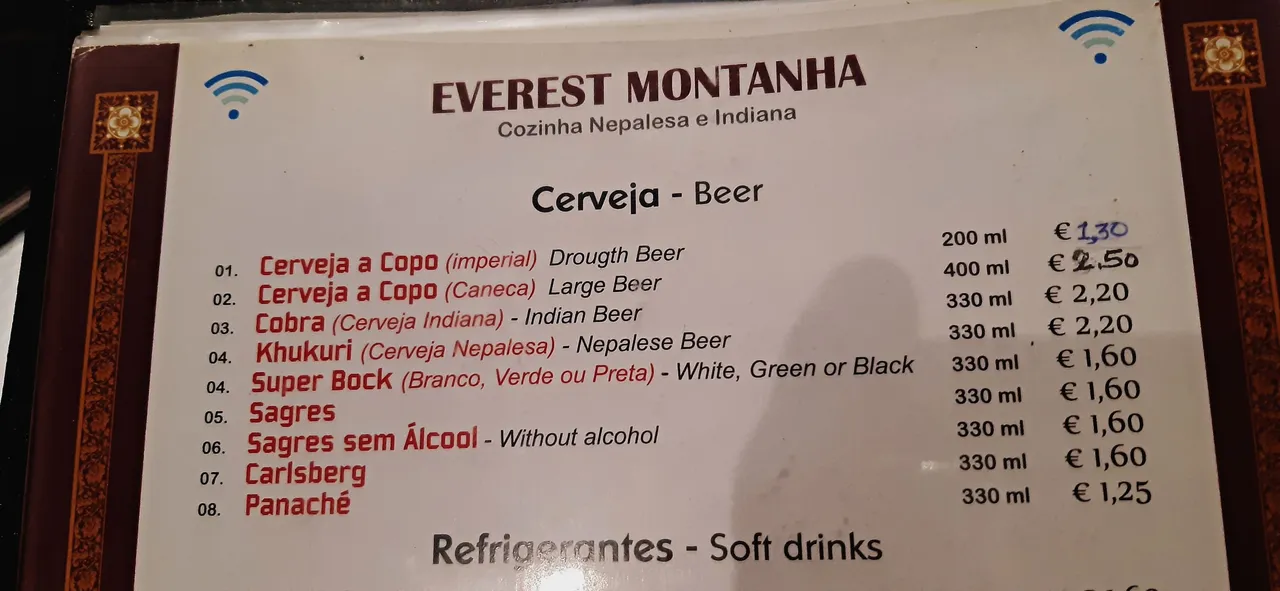 EVEREST MONTANHA
Cozinha Nepalesa e Indiana
Cerveja - Beer
01. Cerveja a Copo (imperial) Drougth Beer 200 ml € 1,30
02. Cerveja a Copo (Caneca) Large Beer 400 ml € 2.50
03. Cobra (Cerveja Indiana) - Indian Beer 330 ml € 2,20
04. Khukuri (Cerveja Nepalesa) - Nepalese Beer 330 ml € 2,20
04. Super Bock (Branco, Verde ou Preta) - White, Green or Black 330 ml € 1,60
05. Sagres 330 ml € 1,60
06. Sagres sem Álcool - Without alcohol 330 ml € 1,60
07. Carlsberg 330 ml € 1,60
08. Panaché 330 ml € 1,25
Refrigerantes - Soft drinks